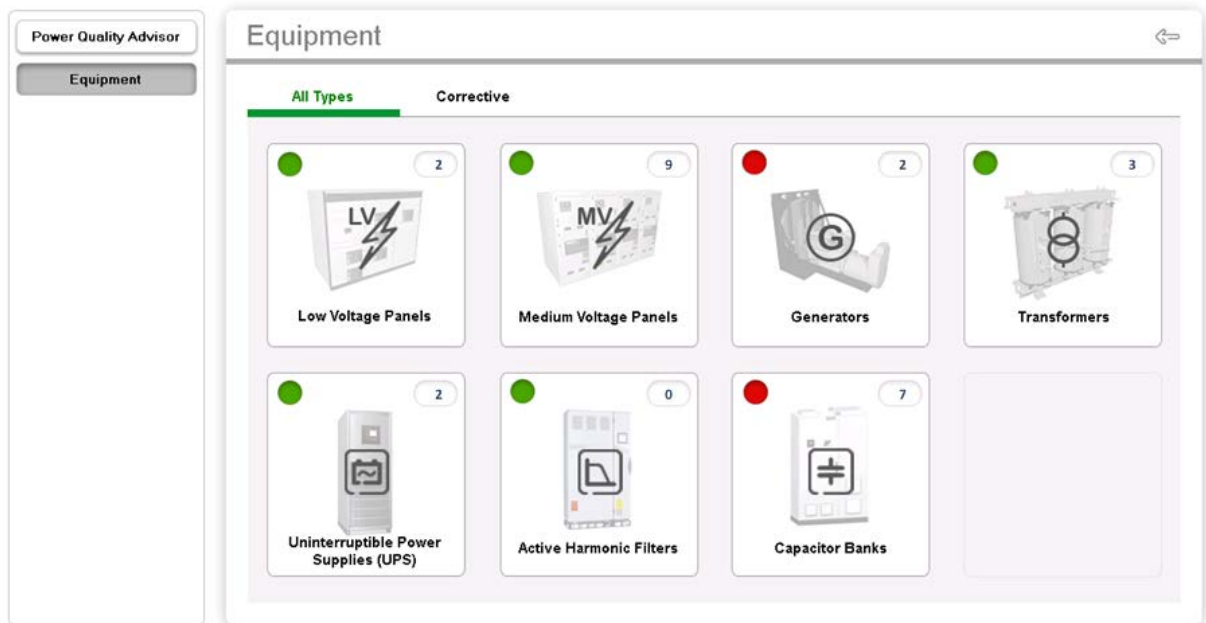 Power Quality Advisor
Equipment
Equipment
All Types
Corrective
2
LV
Low Voltage Panels
9
MV
Medium Voltage Panels
2
G
Generators
3
Transformers
2
Uninterruptible Power
Supplies (UPS)
0
Active Harmonic Filters
7
Capacitor Banks